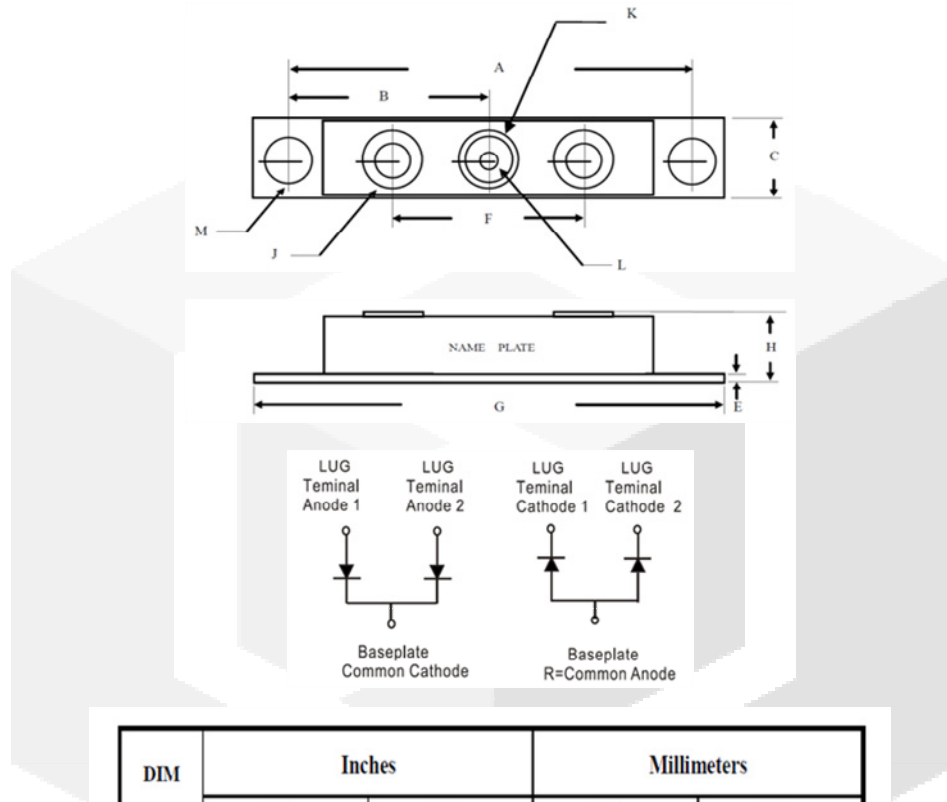 K
A
B
C
F
M
J
L
NAME PLATE
H
G
E
LUG Teminal Anode 1
LUG Teminal Anode 2
LUG Teminal Cathode 1
LUG Teminal Cathode 2
Baseplate Common Cathode
Baseplate R=Common Anode
DIM Inches Millimeters